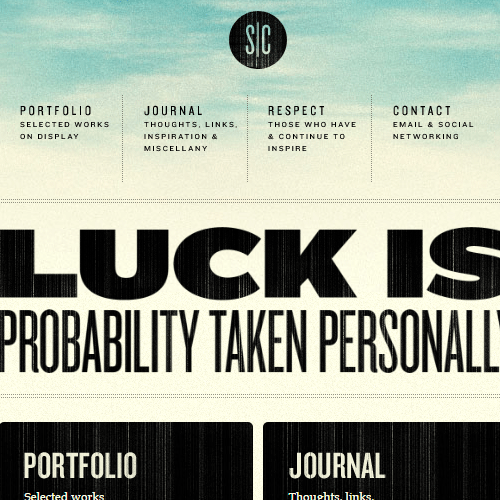 S|C
PORTFOLIO
SELECTED WORKS
ON DISPLAY
JOURNAL
THOUGHTS, LINKS,
INSPIRATION &
MISCELLANY
RESPECT
THOSE WHO HAVE
& CONTINUE TO
INSPIRE
CONTACT
EMAIL & SOCIAL
NETWORKING
LUCK IS
PROBABILITY TAKEN PERSONALLY
PORTFOLIO
Selected works
JOURNAL
Thoughts, links,